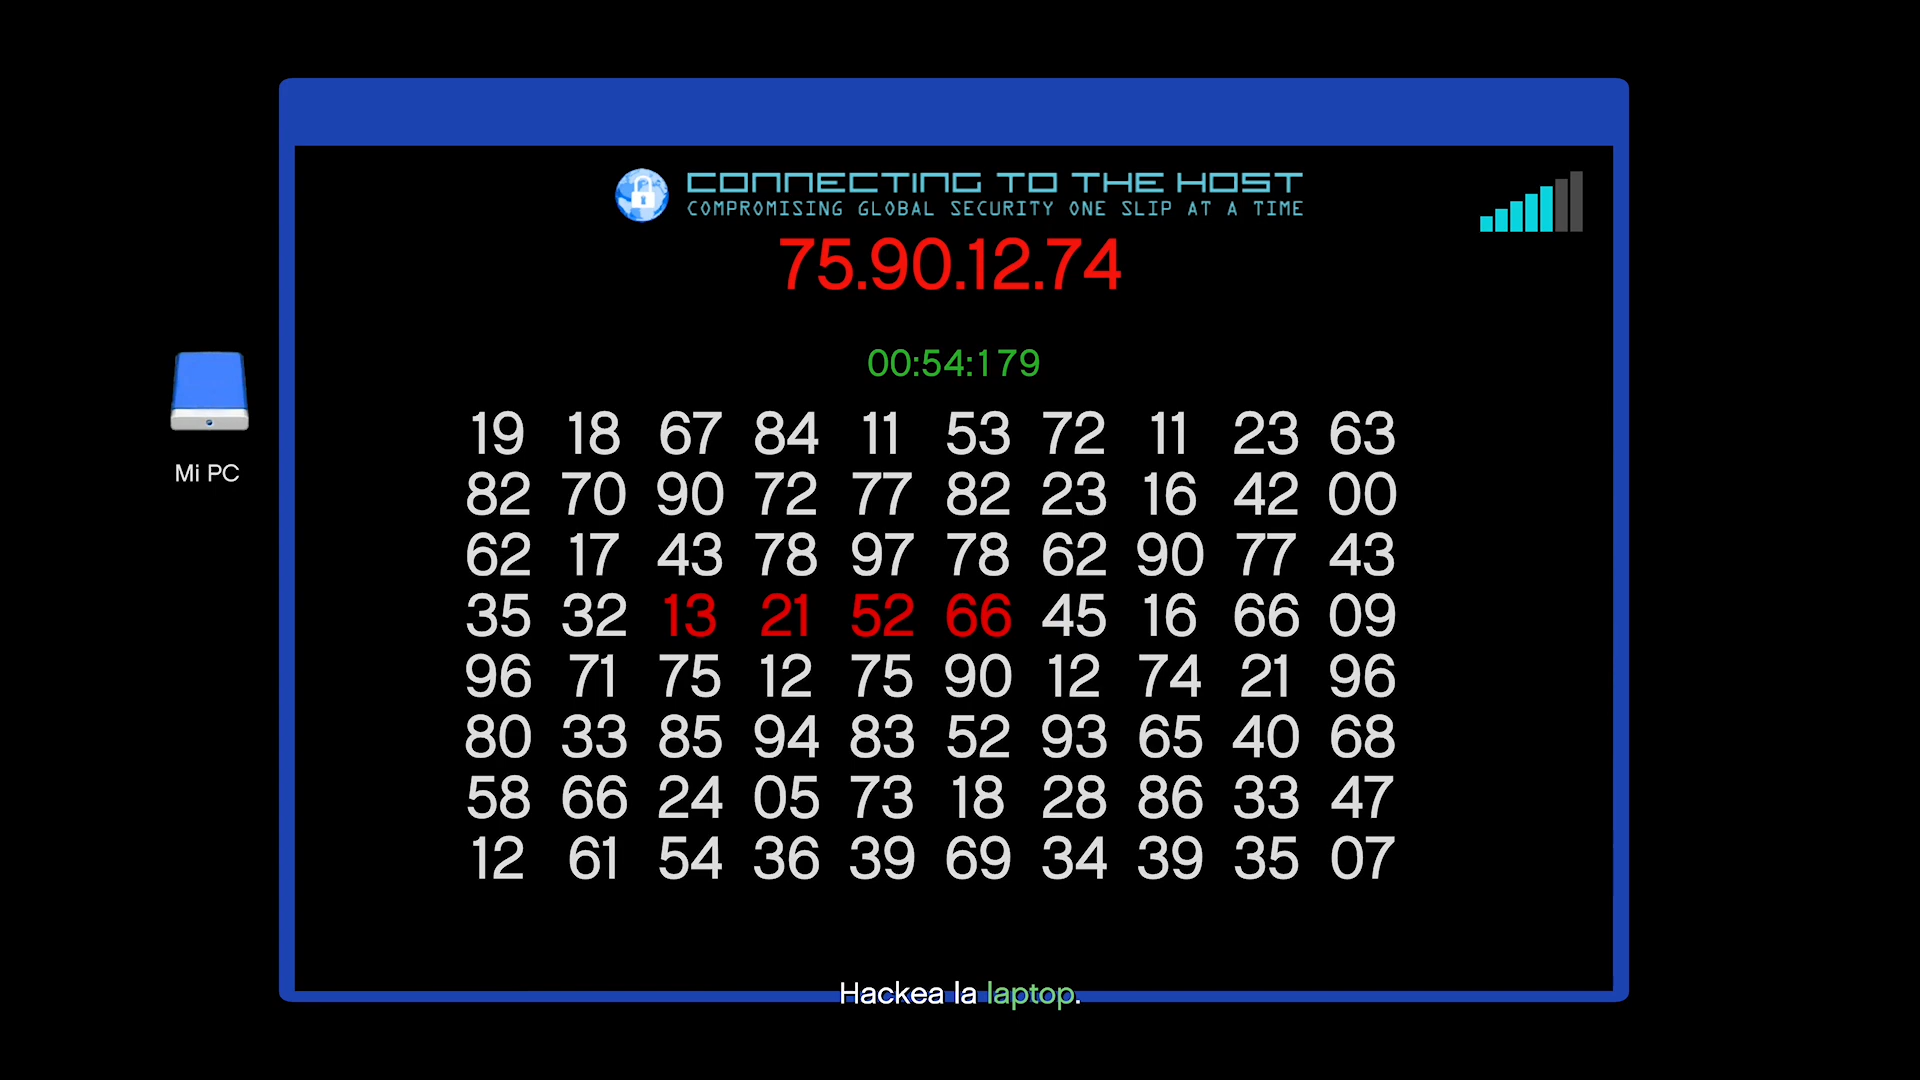 CONNECTING TO THE HOST
COMPROMISING GLOBAL SECURITY ONE SLIP AT A TIME
75.90.12.74
00:54:179
19 18 67 84 11 53 72 11 23 63
82 70 90 72 77 82 23 16 42 00
62 17 43 78 97 78 62 90 77 43
35 32 13 21 52 66 45 16 66 09
96 71 75 12 75 90 12 74 21 96
80 33 85 94 83 52 93 65 40 68
58 66 24 05 73 18 28 86 33 47
12 61 54 36 39 69 34 39 35 07
Mi PC
Hackea la laptop.